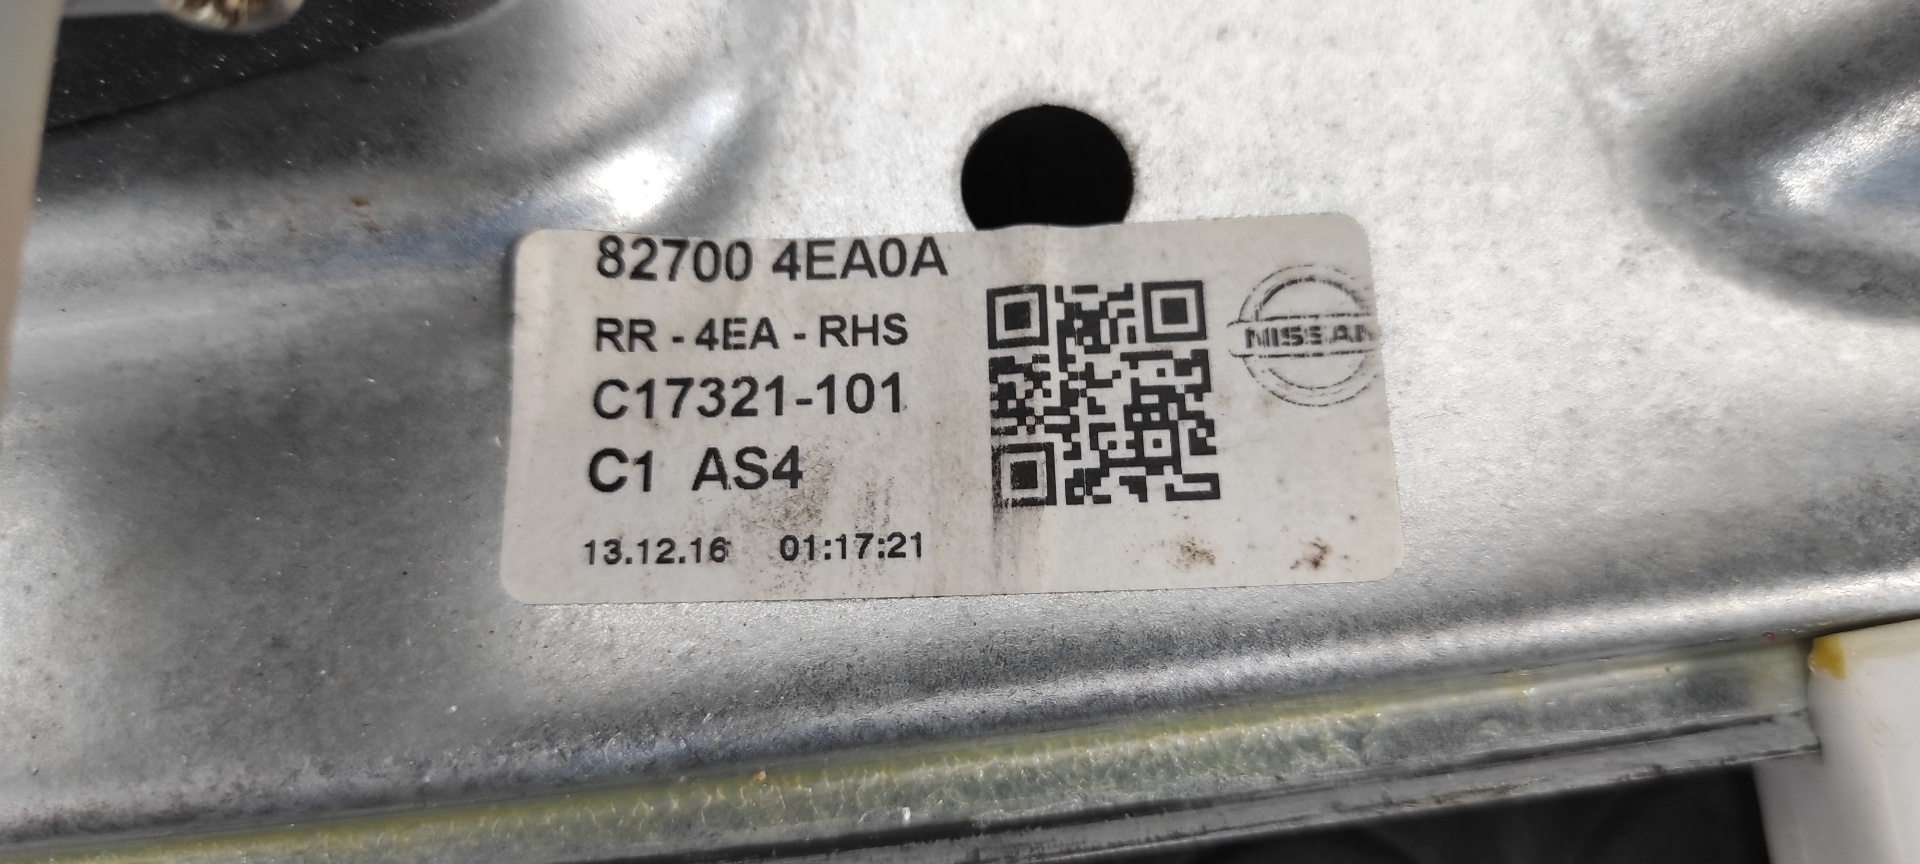 82700 4EA0A
RR - 4EA - RHS
C17321-101
C1 AS4
13.12.16 01:17:21
NISSAN